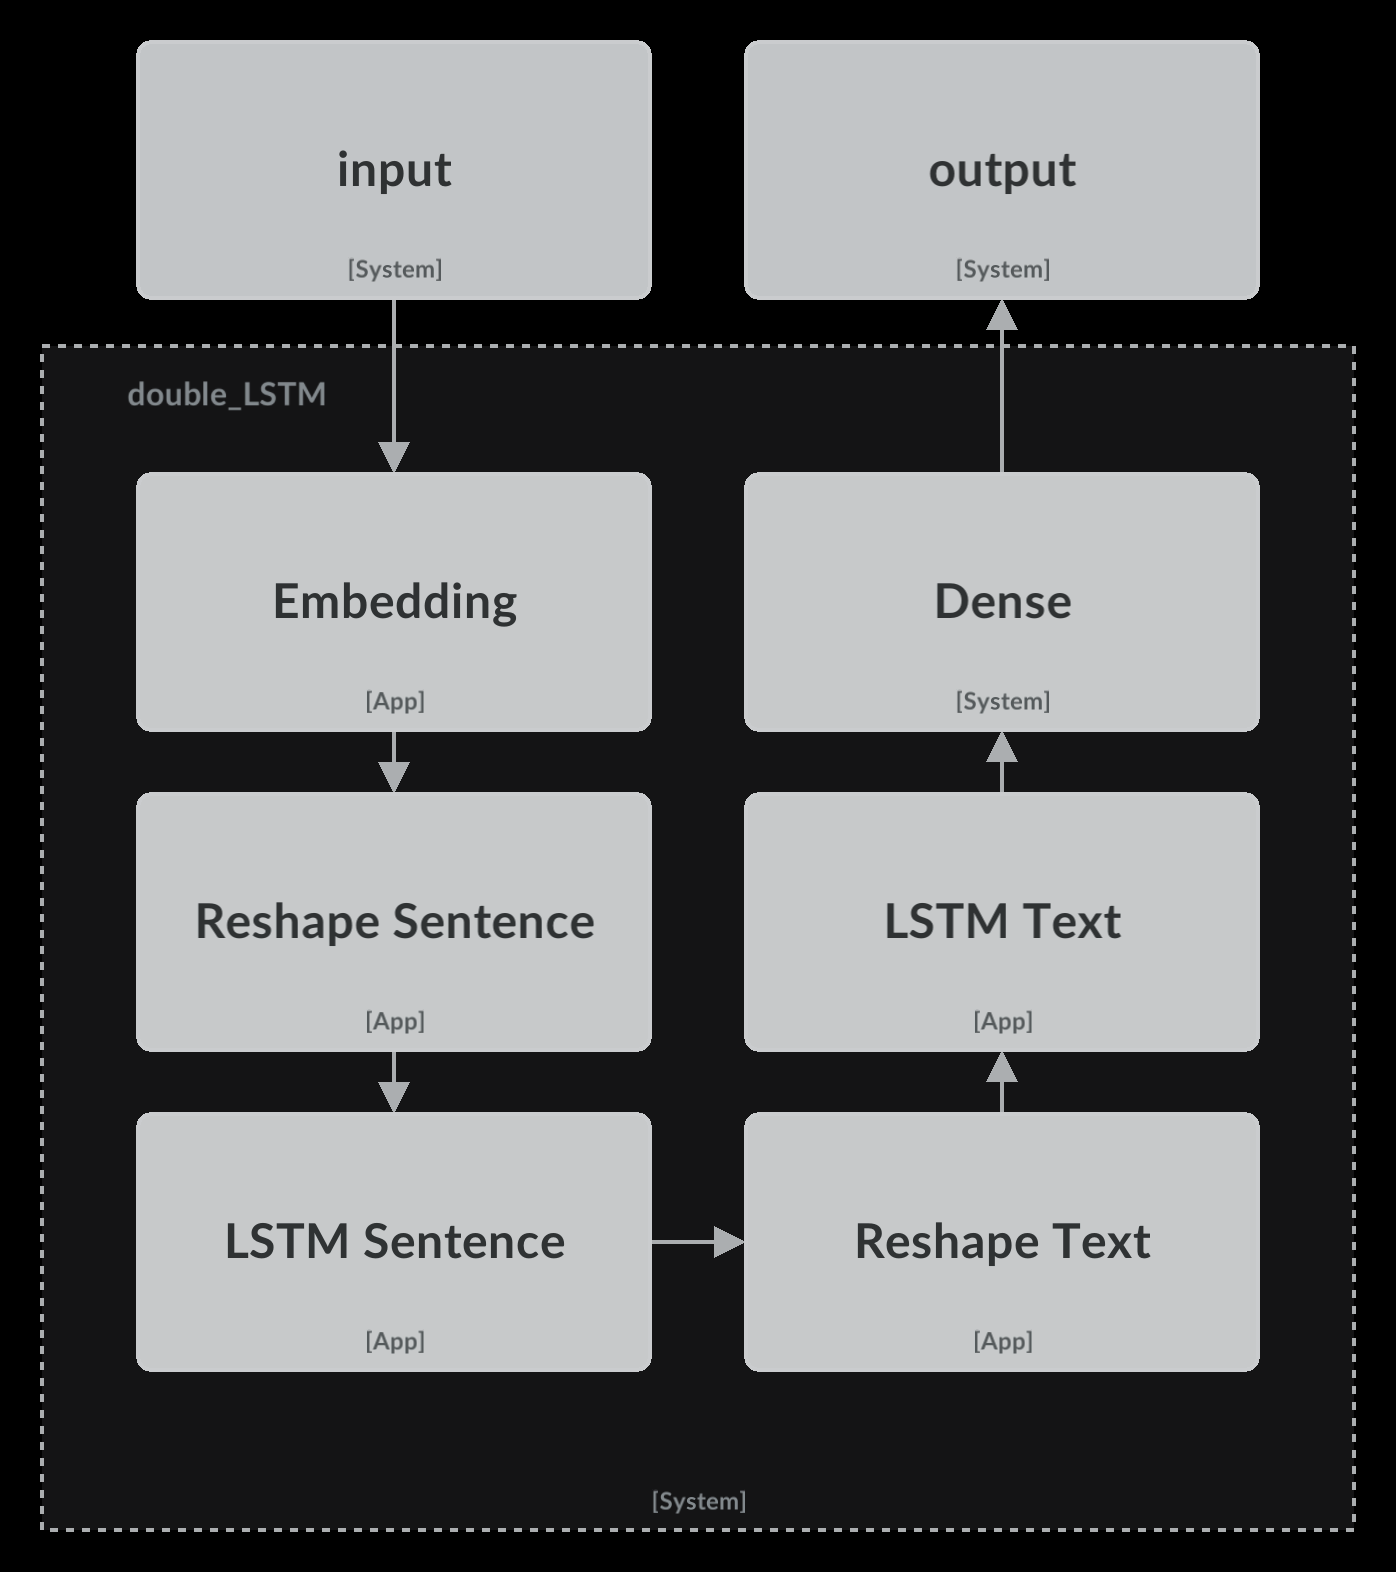 input
[System]
output
[System]
double_LSTM
Embedding
[App]
Dense
[System]
Reshape Sentence
[App]
LSTM Text
[App]
LSTM Sentence
[App]
Reshape Text
[App]
[System]